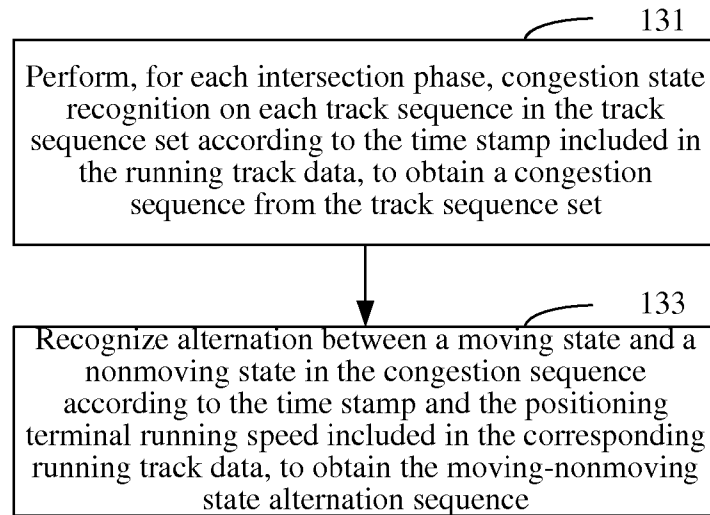 131
Perform, for each intersection phase, congestion state
recognition on each track sequence in the track
sequence set according to the time stamp included in
the running track data, to obtain a congestion
sequence from the track sequence set
133
Recognize alternation between a moving state and a
nonmoving state in the congestion sequence
according to the time stamp and the positioning
terminal running speed included in the corresponding
running track data, to obtain the moving-nonmoving
state alternation sequence